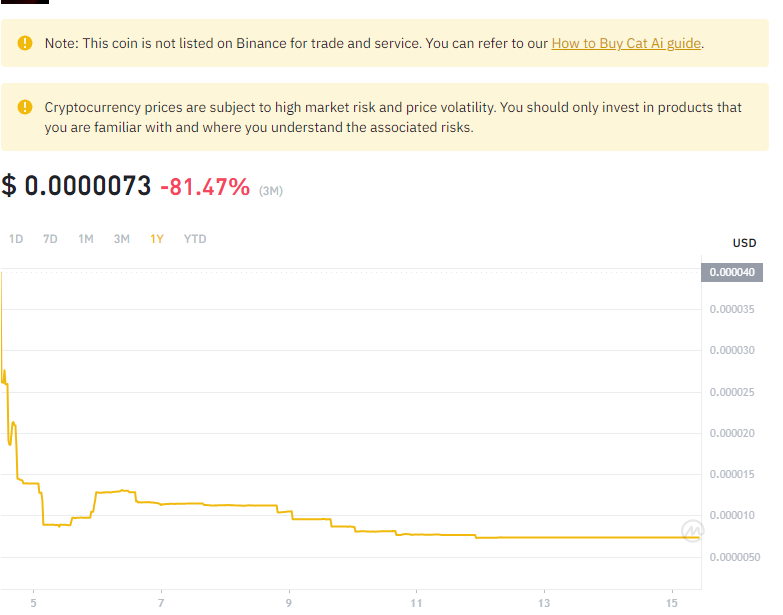 Note: This coin is not listed on Binance for trade and service. You can refer to our How to Buy Cat Ai guide.
Cryptocurrency prices are subject to high market risk and price volatility. You should only invest in products that
you are familiar with and where you understand the associated risks.
$ 0.0000073 -81.47% (3M)
1D 7D 1M 3M 1Y YTD
USD
0.000040
0.000035
0.000030
0.000025
0.000020
0.000015
0.000010
0.0000050
5 7 9 11 13 15